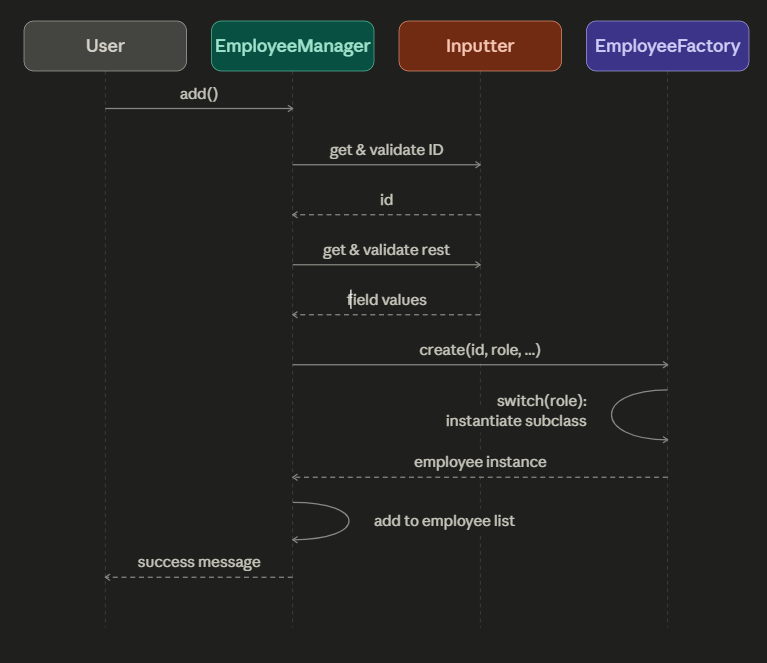 User
EmployeeManager
Inputter
EmployeeFactory
add()
get & validate ID
id
get & validate rest
field values
create(id, role, ...)
switch(role):
instantiate subclass
employee instance
add to employee list
success message